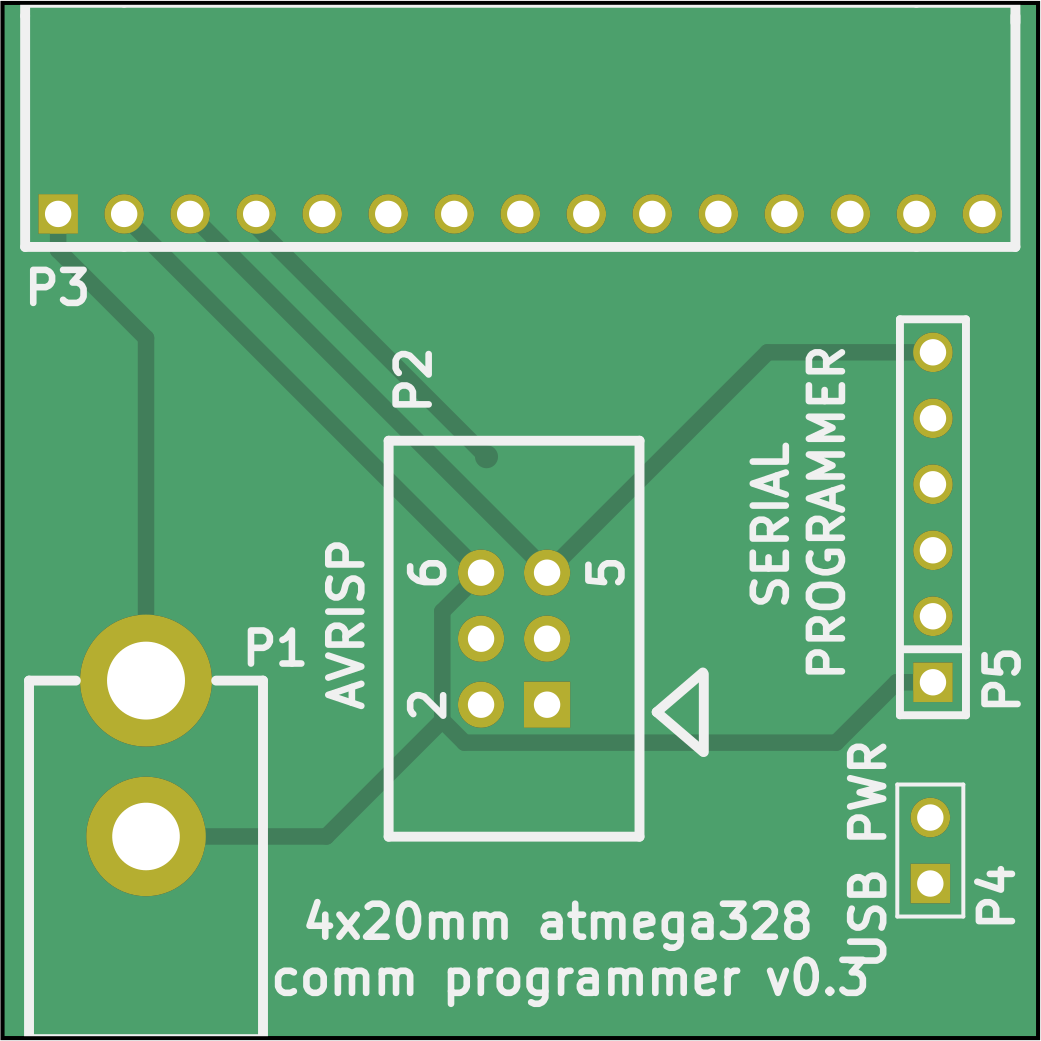 P3
P2
SERIAL
PROGRAMMER
AVRISP
6
5
2
P1
P5
USB PWR
P4
4x20mm atmega328
comm programmer v0.3